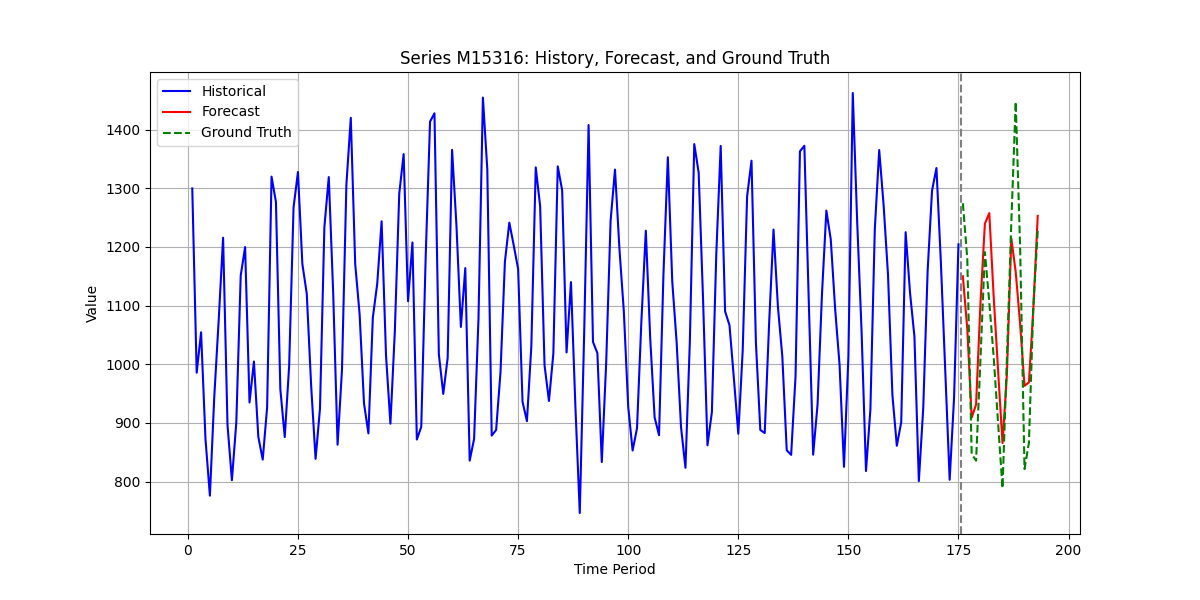 Series M15316: History, Forecast, and Ground Truth
Historical
Forecast
Ground Truth
Value
1400
1300
1200
1100
1000
900
800
0 25 50 75 100 125 150 175 200
Time Period